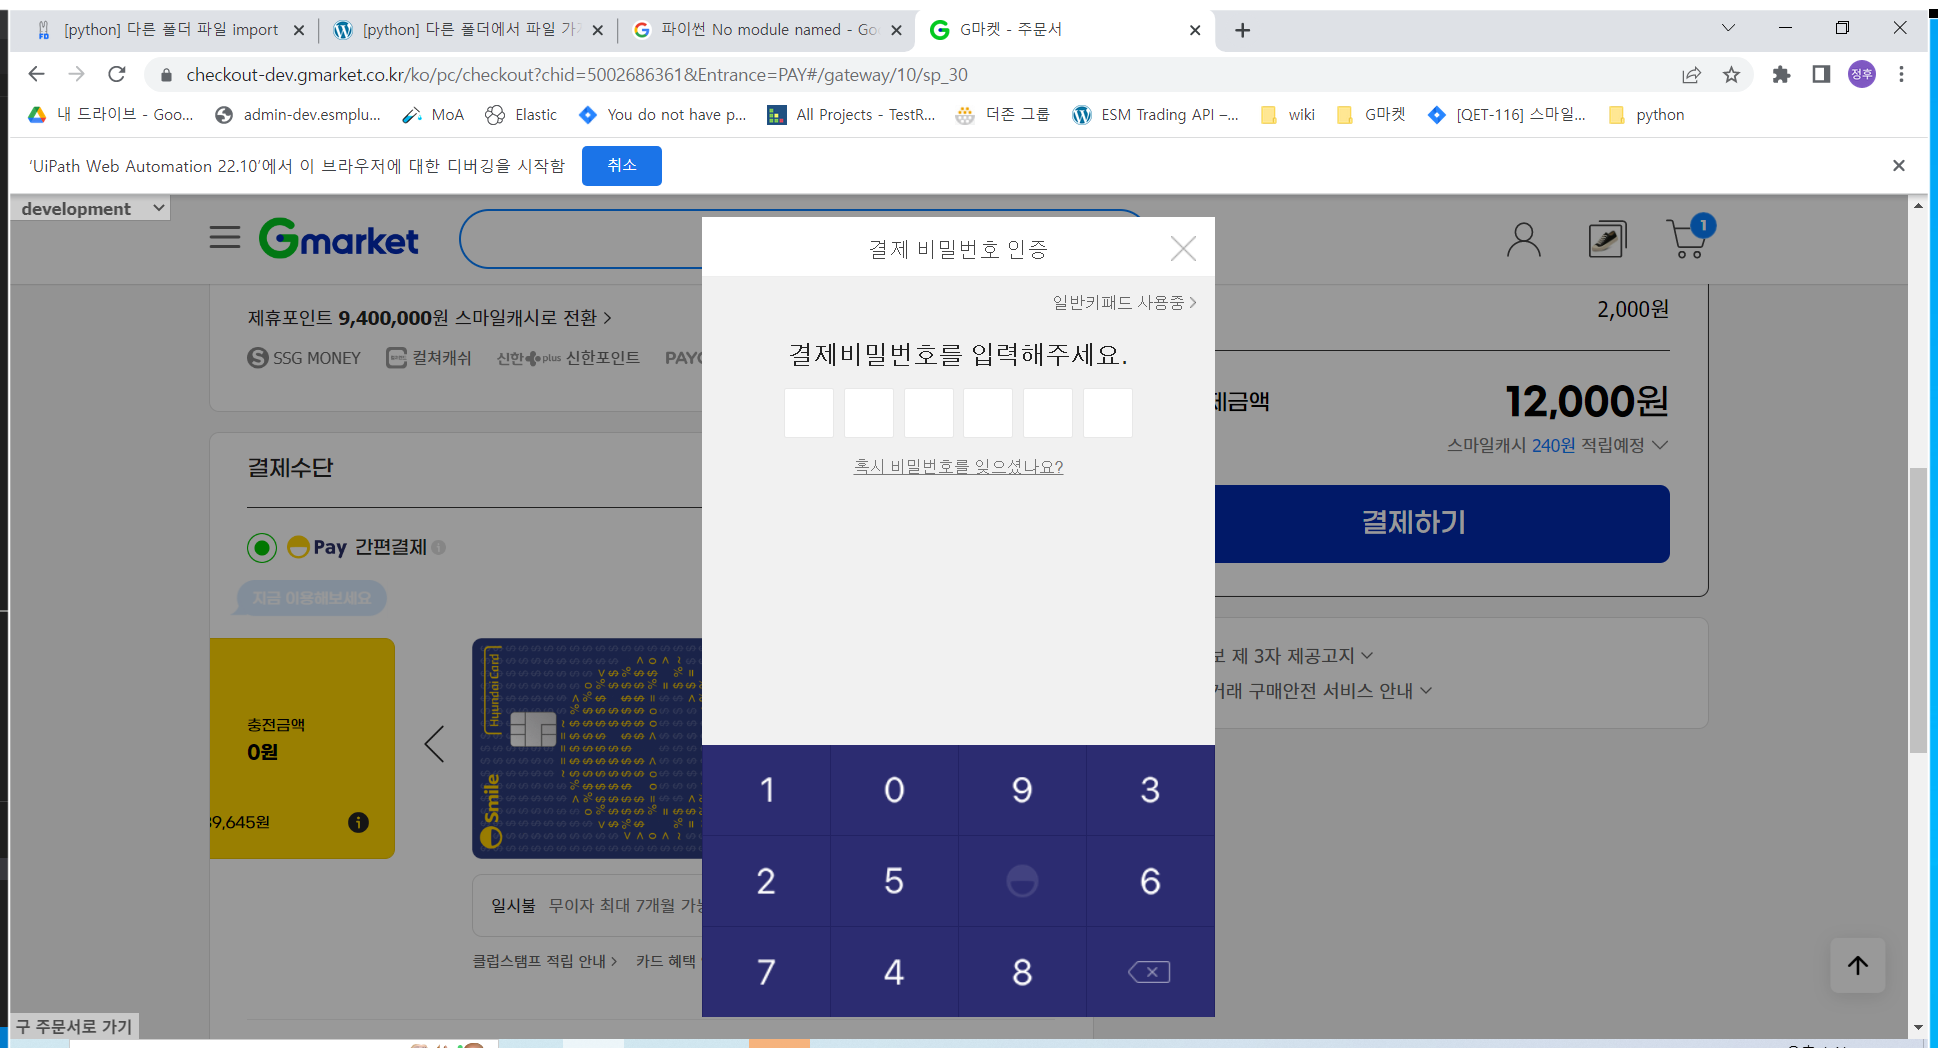 [python] 다른 폴더 파일 import
[python] 다른 폴더에서 파일 가
파이썬 No module named - Go
G마켓 - 주문서
checkout-dev.gmarket.co.kr/ko/pc/checkout?chid=5002686361&Entrance=PAY#/gateway/10/sp_30
정후
내 드라이브 - Goo...
admin-dev.esmplu...
MoA
Elastic
You do not have p...
All Projects - TestR...
더존 그룹
ESM Trading API –...
wiki
G마켓
[QET-116] 스마일...
python
'UiPath Web Automation 22.10'에서 이 브라우저에 대한 디버깅을 시작함
취소
development
Gmarket
1
결제 비밀번호 인증
일반키패드 사용중 >
결제비밀번호를 입력해주세요.
혹시 비밀번호를 잊으셨나요?
제휴포인트 9,400,000원 스마일캐시로 전환 >
SSG MONEY
컬쳐캐쉬
신한 plus 신한포인트
PAYC
2,000원
제금액
12,000원
스마일캐시 240원 적립예정
결제하기
결제수단
Pay 간편결제
지금 이용해보세요
충전금액
0원
39,645원
Hyundai Card
Smile
일시불 무이자 최대 7개월 가능
클럽스탬프 적립 안내 >
카드 혜택
보 제 3자 제공고지
거래 구매안전 서비스 안내
1 0 9 3
2 5 6
7 4 8
구 주문서로 가기